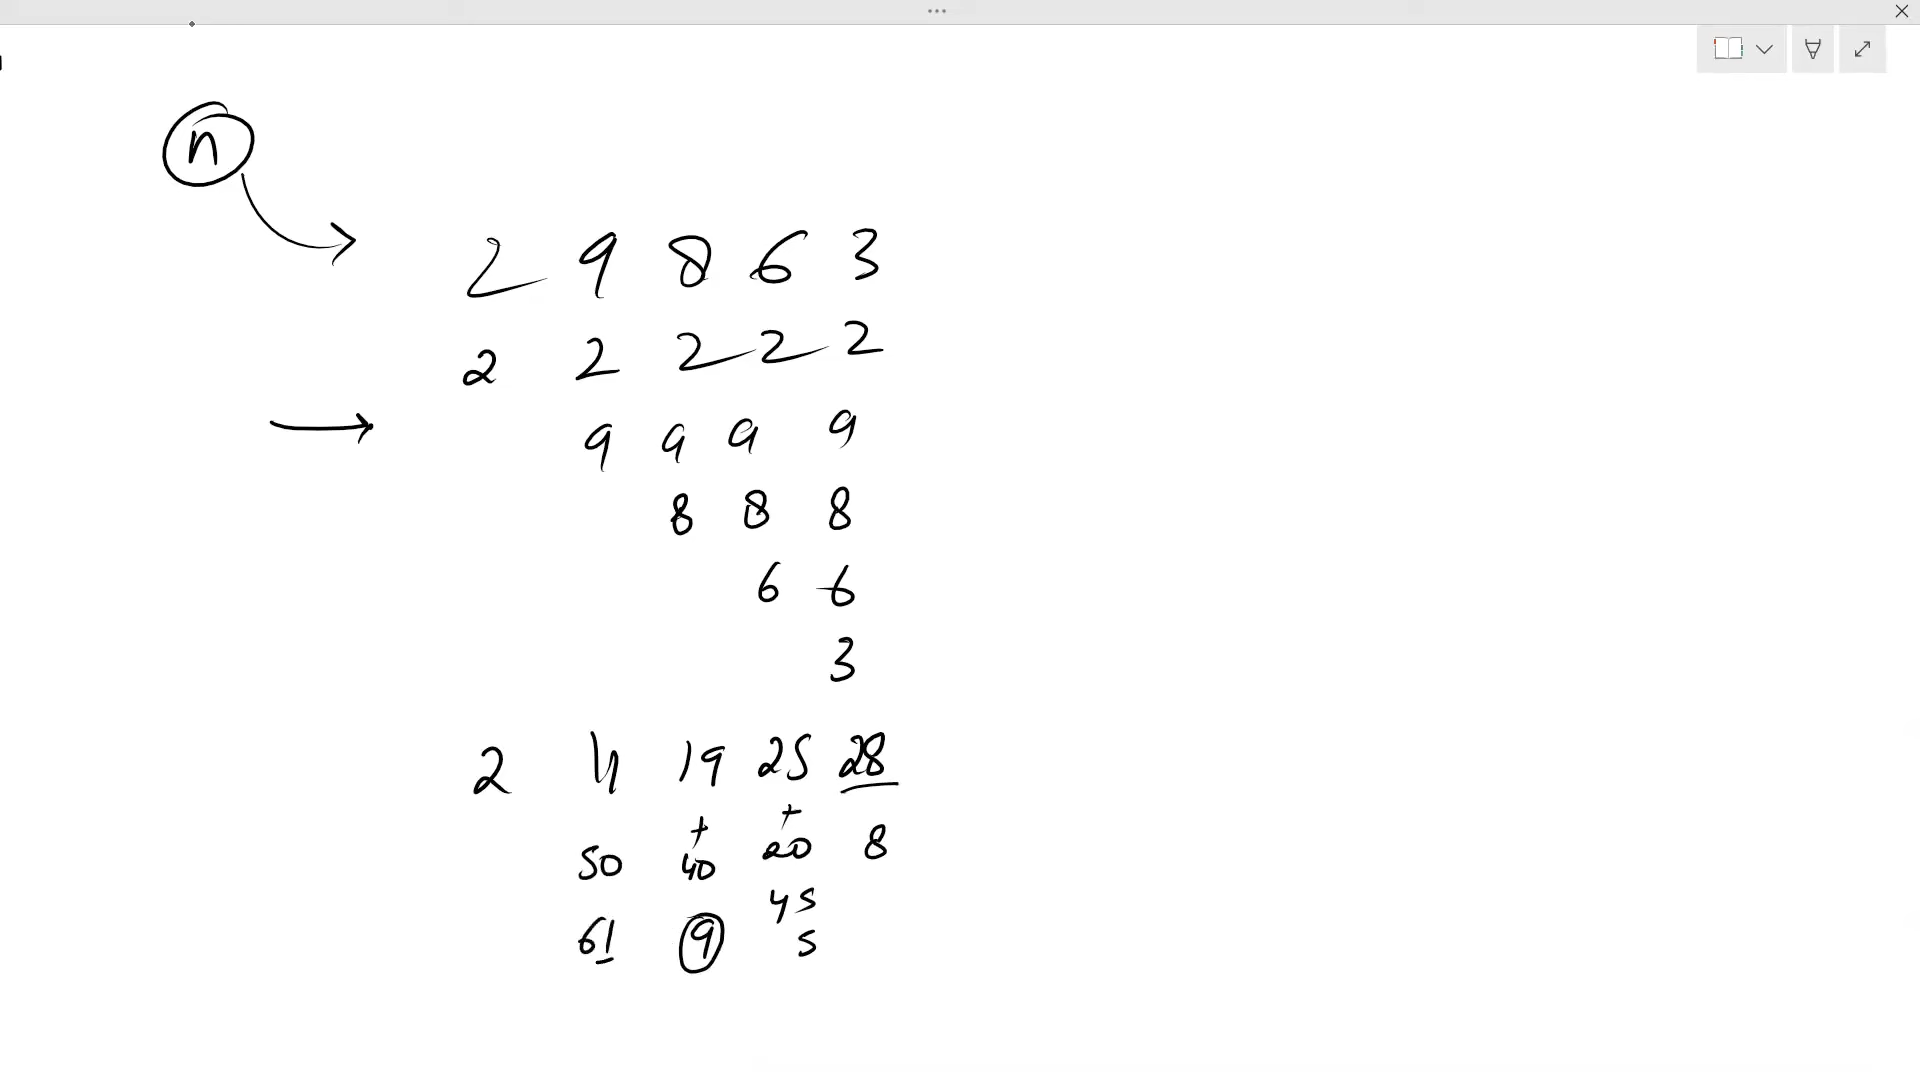 n
2 9 8 6 3
2 2 2 2 2
9 9 9 9
8 8 8
6 6
3
2 11 19 25 28
+ +
50 40 20 8
45
61 9 5